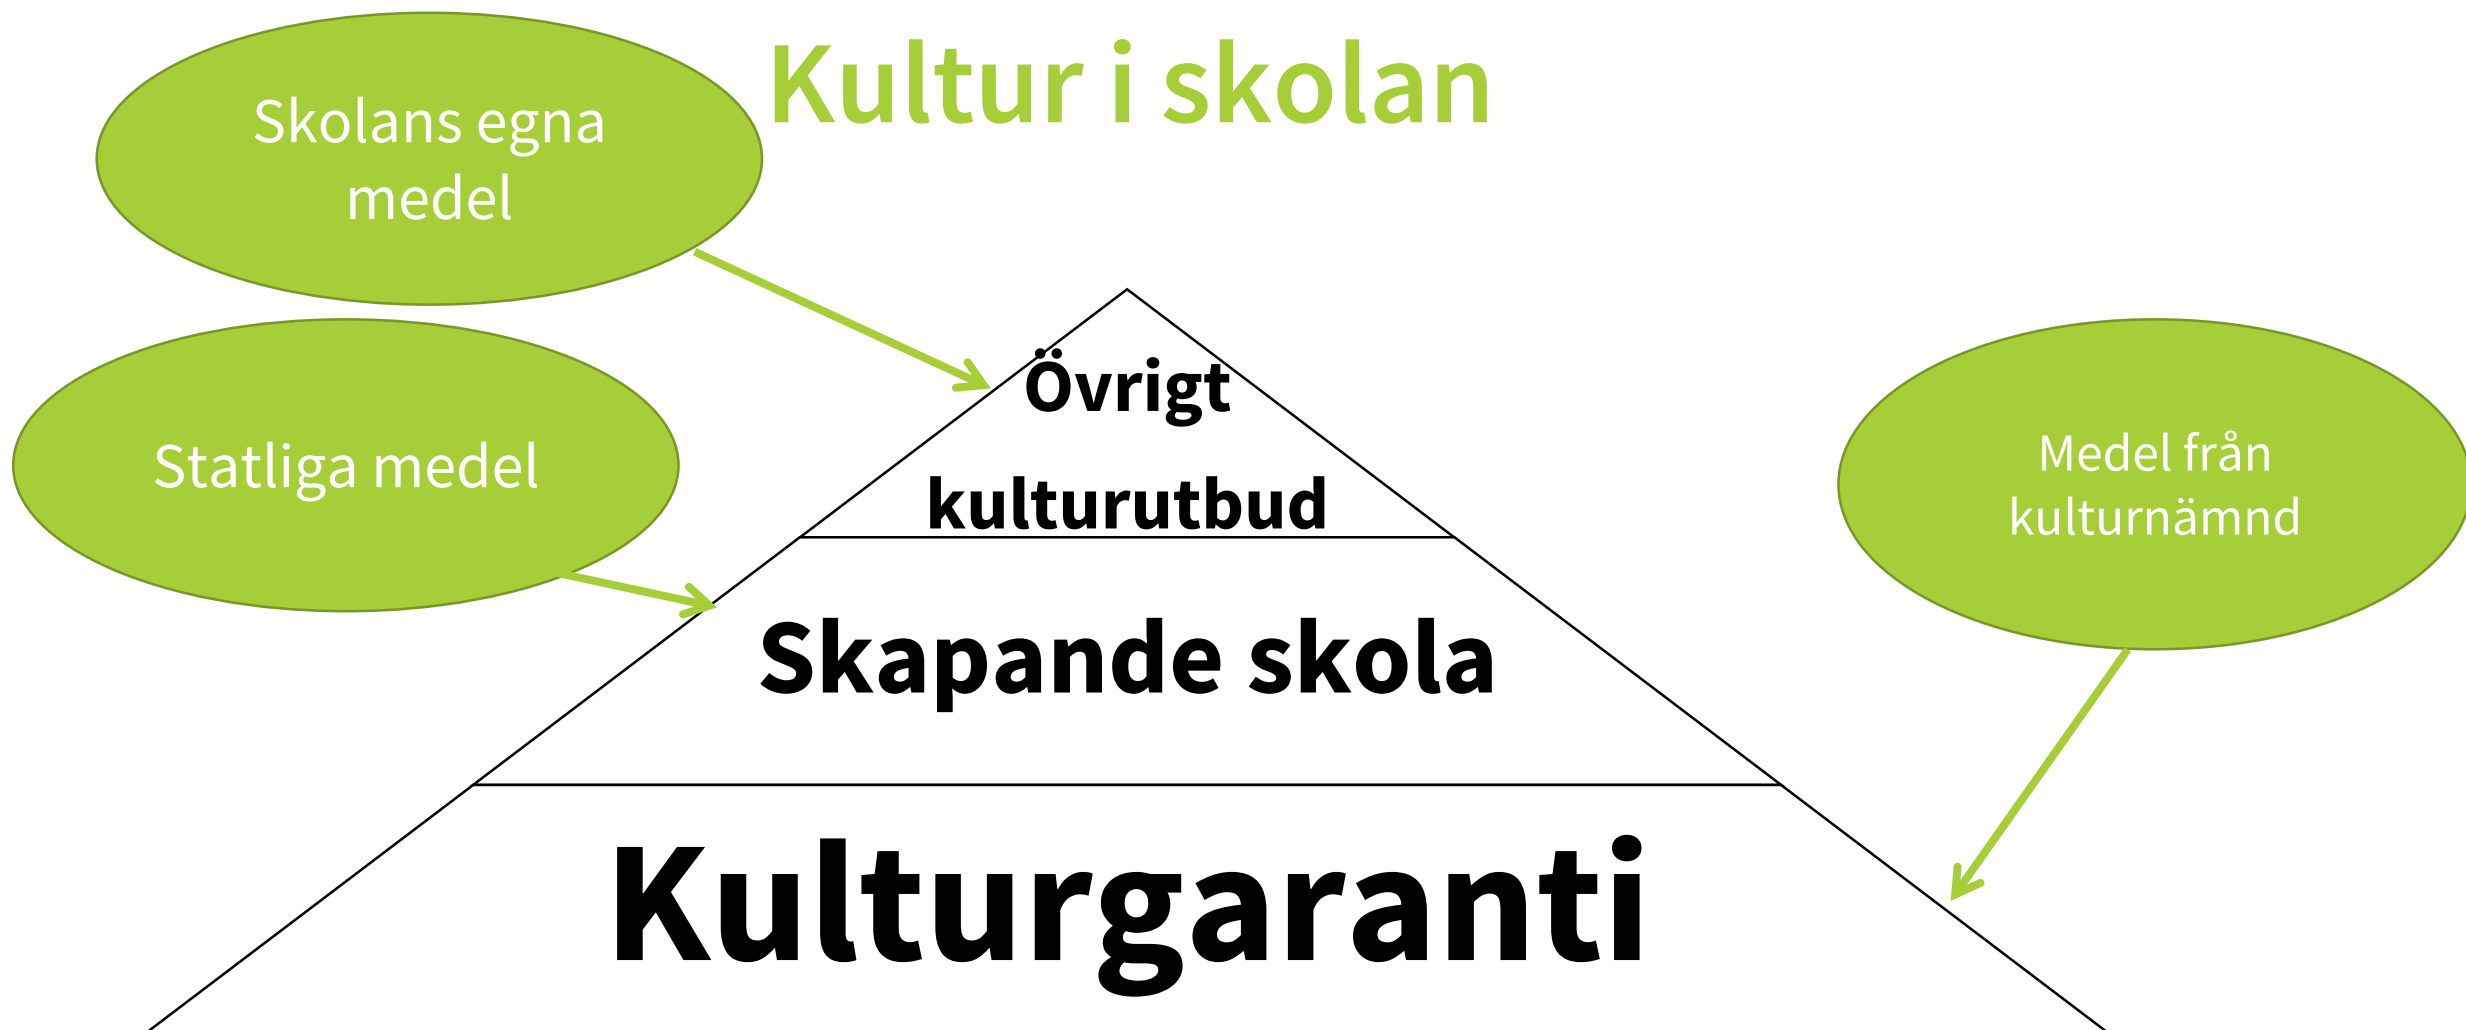 Kultur i skolan
Skolans egna
medel
Statliga medel
Medel från
kulturnämnd
Övrigt
kulturutbud
Skapande skola
Kulturgaranti